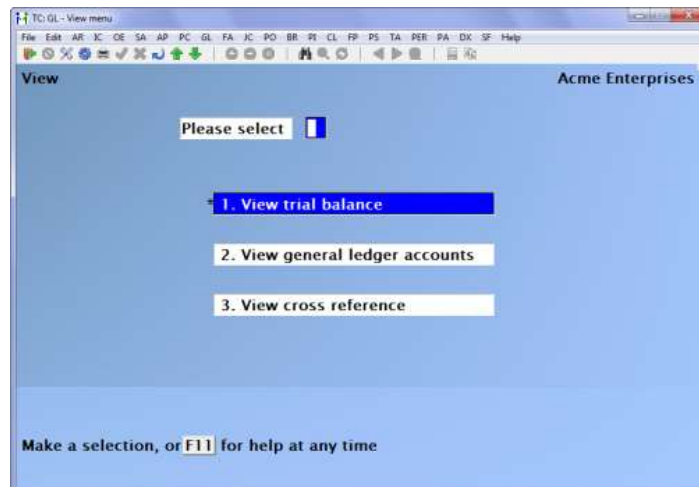 TC: GL - View menu
File Edit AR IC OE SA AP PC GL FA JC PO BR PI CL FP PS TA PER PA DX SF Help
View Acme Enterprises
Please select
* 1. View trial balance
2. View general ledger accounts
3. View cross reference
Make a selection, or F11 for help at any time